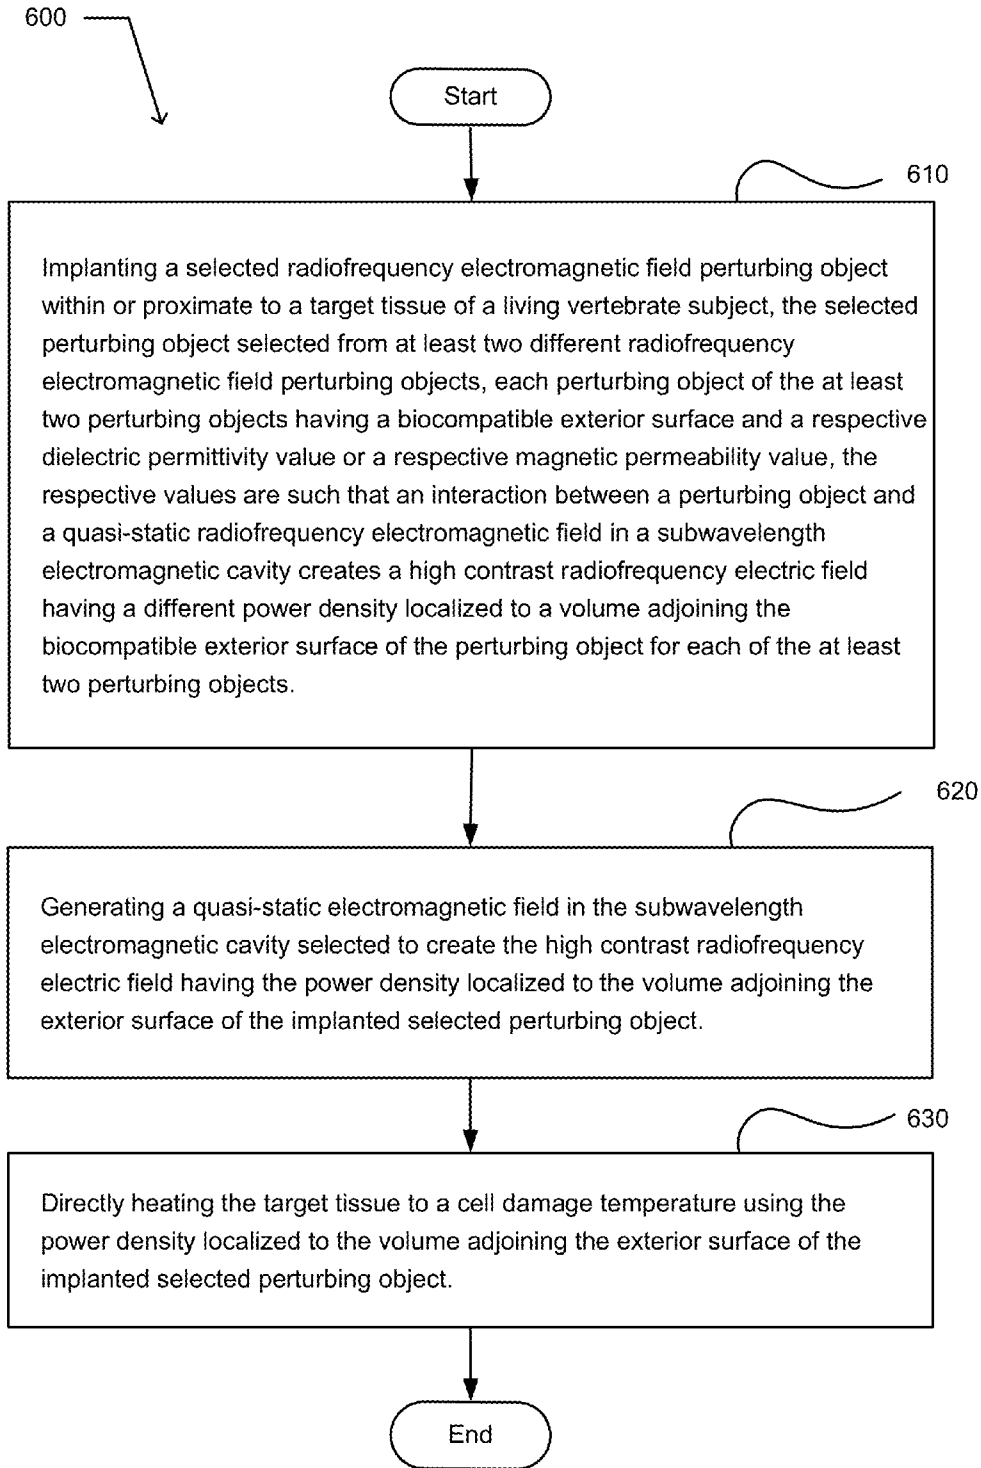 600
Start
610
Implanting a selected radiofrequency electromagnetic field perturbing object
within or proximate to a target tissue of a living vertebrate subject, the selected
perturbing object selected from at least two different radiofrequency
electromagnetic field perturbing objects, each perturbing object of the at least
two perturbing objects having a biocompatible exterior surface and a respective
dielectric permittivity value or a respective magnetic permeability value, the
respective values are such that an interaction between a perturbing object and
a quasi-static radiofrequency electromagnetic field in a subwavelength
electromagnetic cavity creates a high contrast radiofrequency electric field
having a different power density localized to a volume adjoining the
biocompatible exterior surface of the perturbing object for each of the at least
two perturbing objects.
620
Generating a quasi-static electromagnetic field in the subwavelength
electromagnetic cavity selected to create the high contrast radiofrequency
electric field having the power density localized to the volume adjoining the
exterior surface of the implanted selected perturbing object.
630
Directly heating the target tissue to a cell damage temperature using the
power density localized to the volume adjoining the exterior surface of the
implanted selected perturbing object.
End